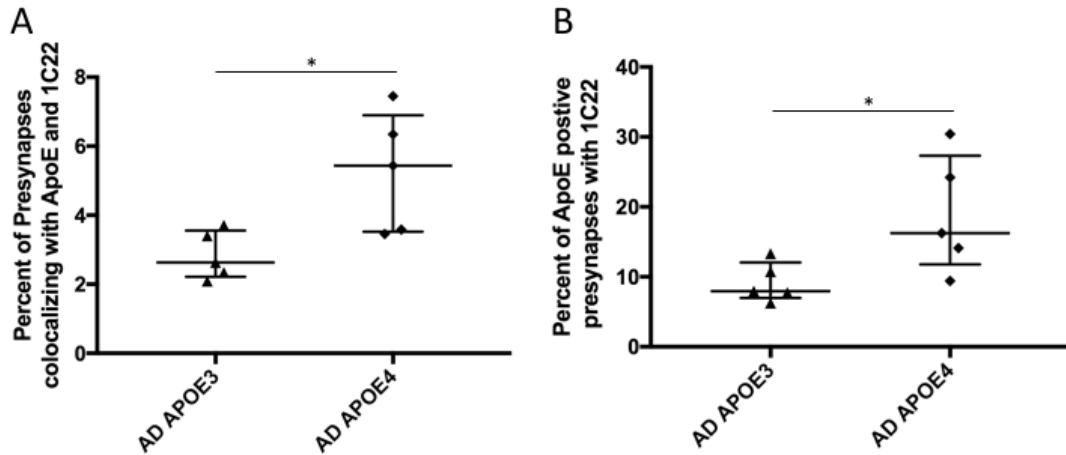 A
Percent of Presynapses
colocalizing with ApoE and 1C22
8
6
4
2
0
*
AD APOE3
AD APOE4
B
Percent of ApoE postive
presynapses with 1C22
40
30
20
10
0
*
AD APOE3
AD APOE4